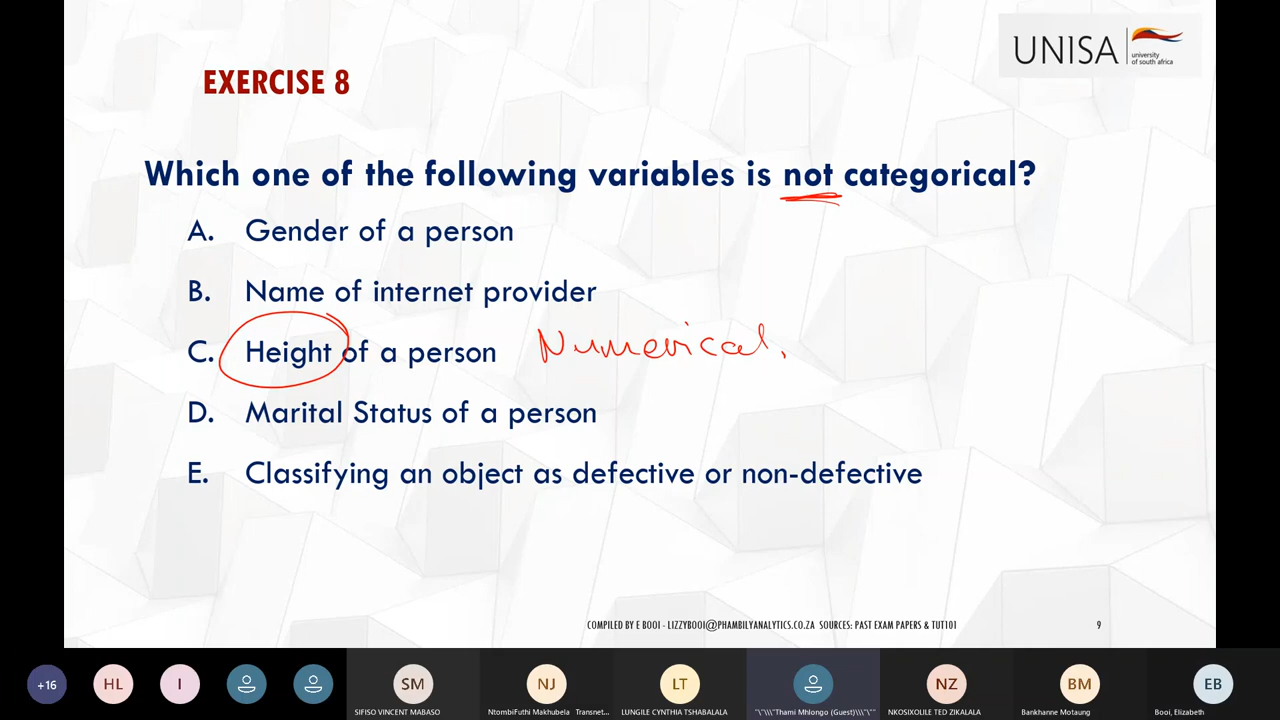 UNISA
university
of south africa
EXERCISE 8
Which one of the following variables is not categorical?
A. Gender of a person
B. Name of internet provider
C. Height of a person Numerical.
D. Marital Status of a person
E. Classifying an object as defective or non-defective
COMPILED BY E BOOI - LIZZYBOOI@PHAMBILYANALYTICS.CO.ZA SOURCES: PAST EXAM PAPERS & TUT101 9
+16 HL I SM NJ LT NZ BM EB
SIFISO VINCENT MABASO NtombiFuthi Makhubela Transnet... LUNGILE CYNTHIA TSHABALALA "\"\\\"Thami Mhlongo (Guest)\\\"\"" NKOSIXOLILE TED ZIKALALA Bankhanne Motaung Booi, Elizabeth